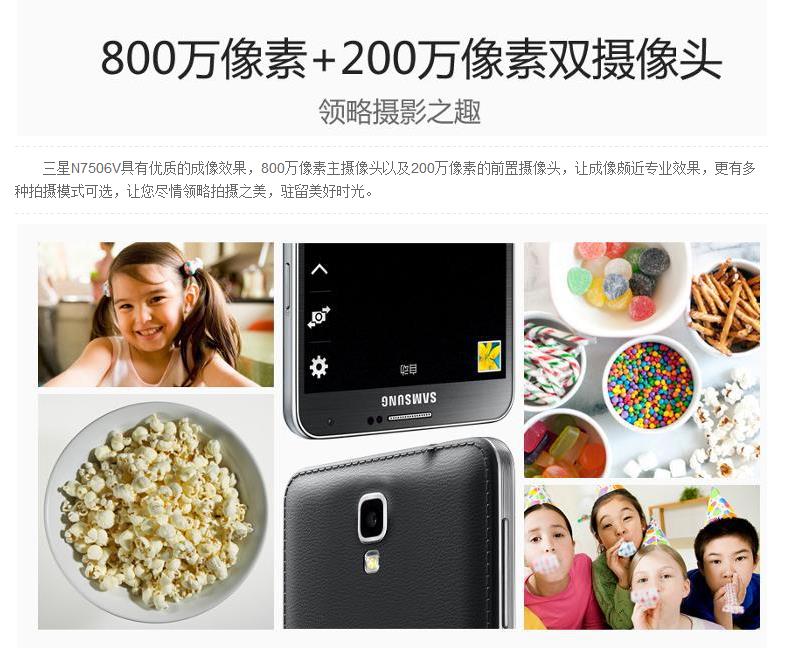 800万像素+200万像素双摄像头
领略摄影之趣
三星N7506V具有优质的成像效果，800万像素主摄像头以及200万像素的前置摄像头，让成像颇近专业效果，更有多
种拍摄模式可选，让您尽情领略拍摄之美，驻留美好时光。
SAMSUNG